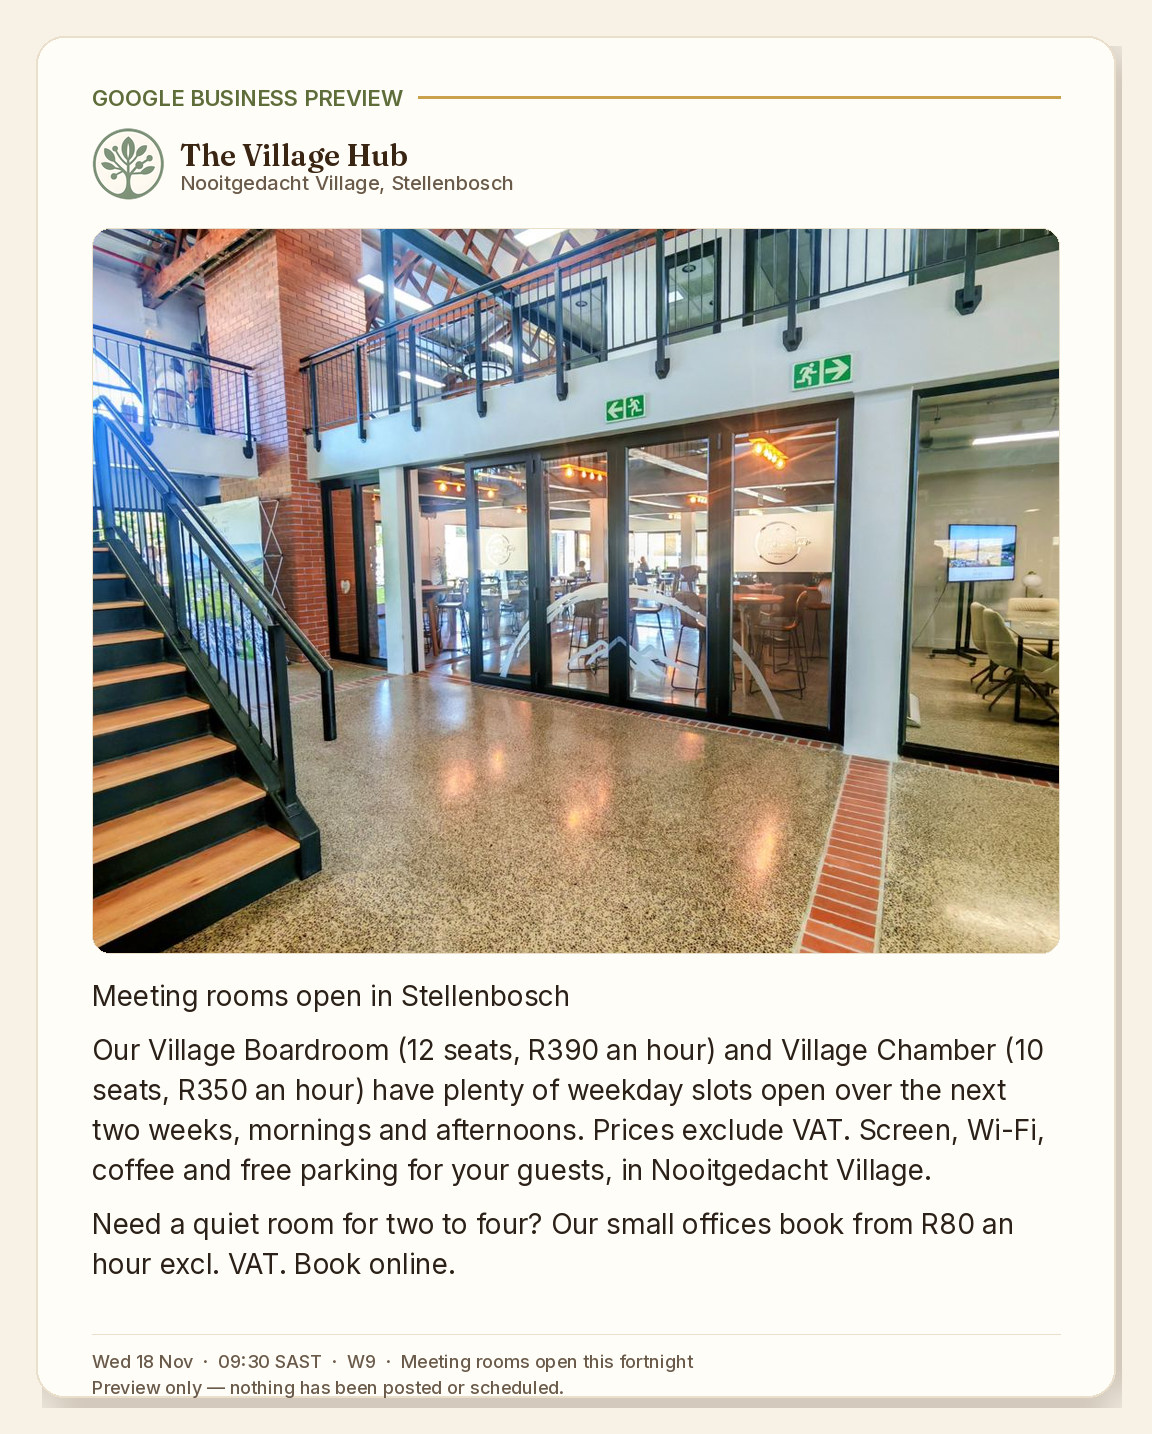 GOOGLE BUSINESS PREVIEW
The Village Hub
Nooitgedacht Village, Stellenbosch
Meeting rooms open in Stellenbosch
Our Village Boardroom (12 seats, R390 an hour) and Village Chamber (10
seats, R350 an hour) have plenty of weekday slots open over the next
two weeks, mornings and afternoons. Prices exclude VAT. Screen, Wi-Fi,
coffee and free parking for your guests, in Nooitgedacht Village.
Need a quiet room for two to four? Our small offices book from R80 an
hour excl. VAT. Book online.
Wed 18 Nov · 09:30 SAST · W9 · Meeting rooms open this fortnight
Preview only — nothing has been posted or scheduled.